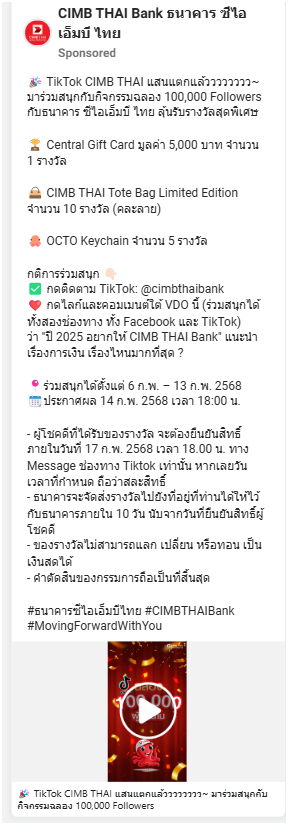 CIMB THAI Bank ธนาคาร ซีไอ
เอ็มบี ไทย
Sponsored
🎉 TikTok CIMB THAI แสนแตกแล้ววววววววว~
มาร่วมสนุกกับกิจกรรมฉลอง 100,000 Followers
กับธนาคาร ซีไอเอ็มบี ไทย ลุ้นรับรางวัลสุดพิเศษ
🏆 Central Gift Card มูลค่า 5,000 บาท จำนวน
1 รางวัล
👜 CIMB THAI Tote Bag Limited Edition
จำนวน 10 รางวัล (คละลาย)
🐙 OCTO Keychain จำนวน 5 รางวัล
กติการ่วมสนุก 👇🏻
✅ กดติดตาม TikTok: @cimbthaibank
❤️ กดไลก์และคอมเมนต์ใต้ VDO นี้ (ร่วมสนุกได้
ทั้งสองช่องทาง ทั้ง Facebook และ TikTok)
ว่า "ปี 2025 อยากให้ CIMB THAI Bank" แนะนำ
เรื่องการเงิน เรื่องไหนมากที่สุด ?
📍ร่วมสนุกได้ตั้งแต่ 6 ก.พ. – 13 ก.พ. 2568
🗓️ประกาศผล 14 ก.พ. 2568 เวลา 18:00 น.
- ผู้โชคดีที่ได้รับของรางวัล จะต้องยืนยันสิทธิ์
ภายในวันที่ 17 ก.พ. 2568 เวลา 18.00 น. ทาง
Message ช่องทาง Tiktok เท่านั้น หากเลยวัน
เวลาที่กำหนด ถือว่าสละสิทธิ์
- ธนาคารจะจัดส่งรางวัลไปยังที่อยู่ที่ท่านได้ให้ไว้
กับธนาคารภายใน 10 วัน นับจากวันที่ยืนยันสิทธิ์ผู้
โชคดี
- ของรางวัลไม่สามารถแลก เปลี่ยน หรือทอน เป็น
เงินสดได้
- คำตัดสินของกรรมการถือเป็นที่สิ้นสุด
#ธนาคารซีไอเอ็มบีไทย #CIMBTHAIBank
#MovingForwardWithYou
100,000
🎉 TikTok CIMB THAI แสนแตกแล้ววววววววว~ มาร่วมสนุกกับ
กิจกรรมฉลอง 100,000 Followers